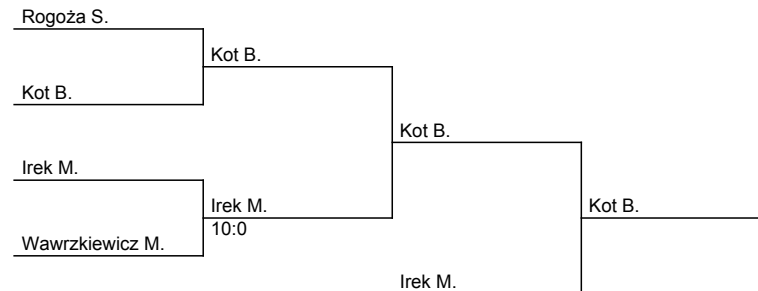 Rogoża S.
Kot B.
Kot B.
Kot B.
Irek M.
Irek M.
10:0
Kot B.
Wawrzkiewicz M.
Irek M.